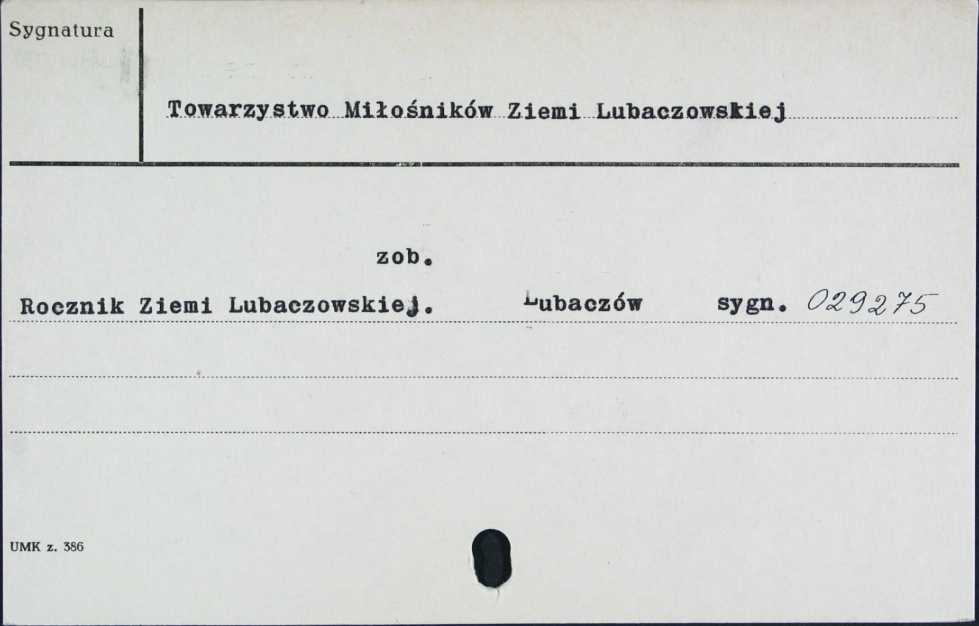 Sygnatura
Towarzystwo Miłośników Ziemi Lubaczowskiej
zob.
Rocznik Ziemi Lubaczowskiej. Lubaczów sygn. 029275
UMK z. 386